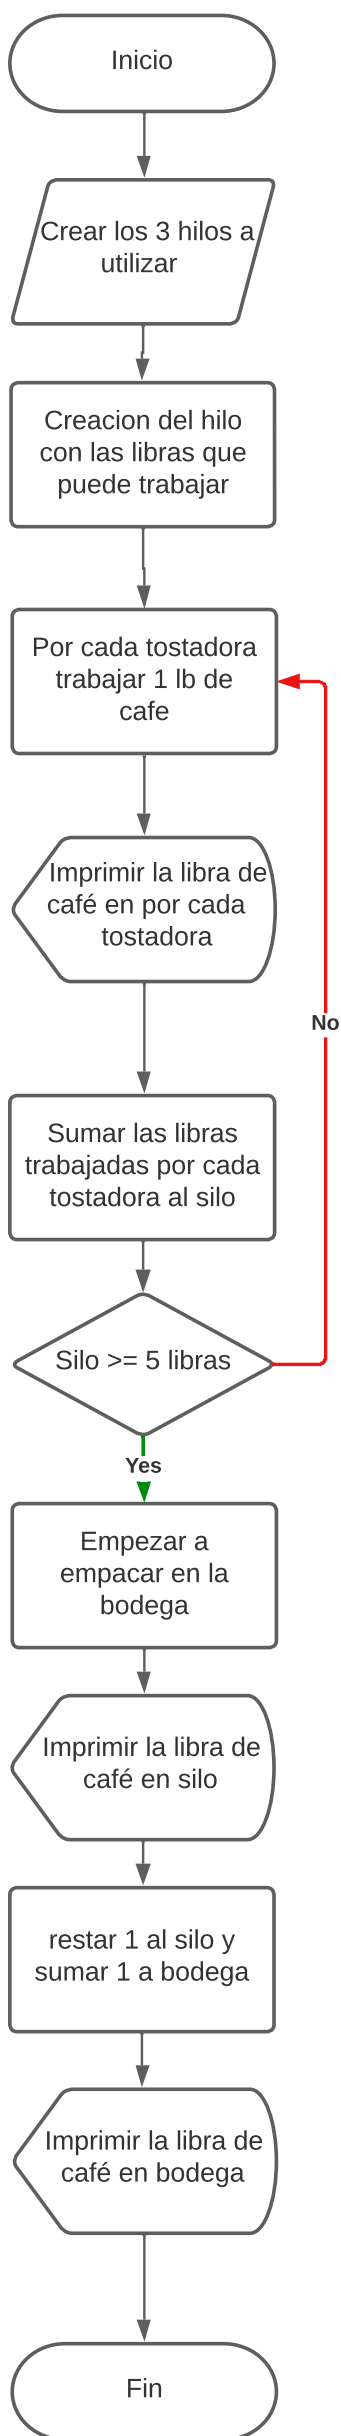 Inicio
Crear los 3 hilos a
utilizar
Creacion del hilo
con las libras que
puede trabajar
Por cada tostadora
trabajar 1 lb de
cafe
Imprimir la libra de
café en por cada
tostadora
No
Sumar las libras
trabajadas por cada
tostadora al silo
Silo >= 5 libras
Yes
Empezar a
empacar en la
bodega
Imprimir la libra de
café en silo
restar 1 al silo y
sumar 1 a bodega
Imprimir la libra de
café en bodega
Fin